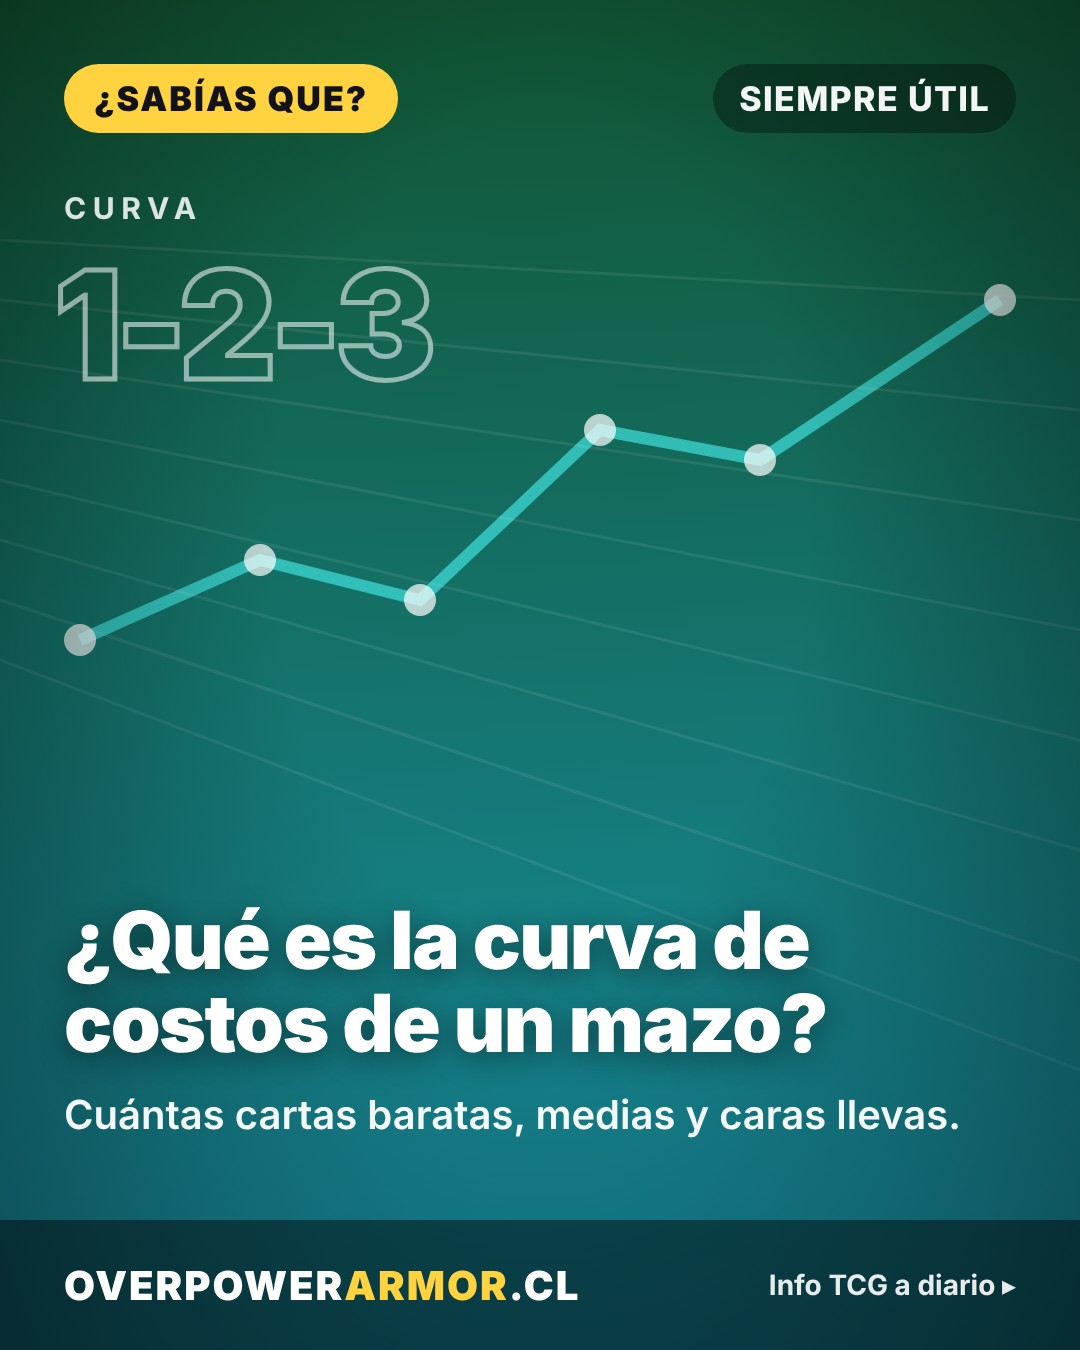 ¿SABÍAS QUE?
SIEMPRE ÚTIL
CURVA
1-2-3
¿Qué es la curva de
costos de un mazo?
Cuántas cartas baratas, medias y caras llevas.
OVERPOWERARMOR.CL
Info TCG a diario ▸